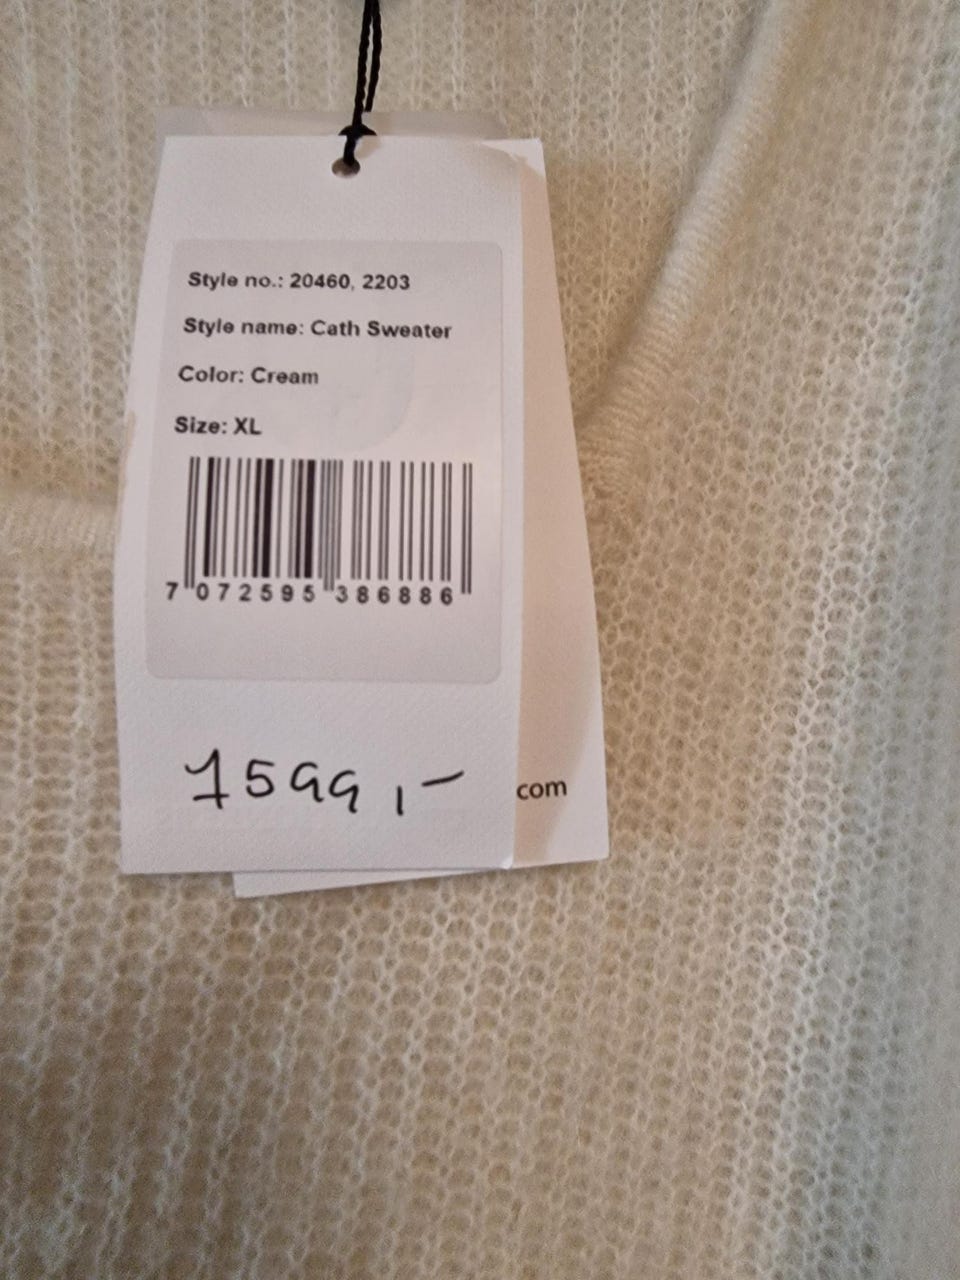 Style no.: 20460, 2203
Style name: Cath Sweater
Color: Cream
Size: XL
7 072595 386886
1599,-
com